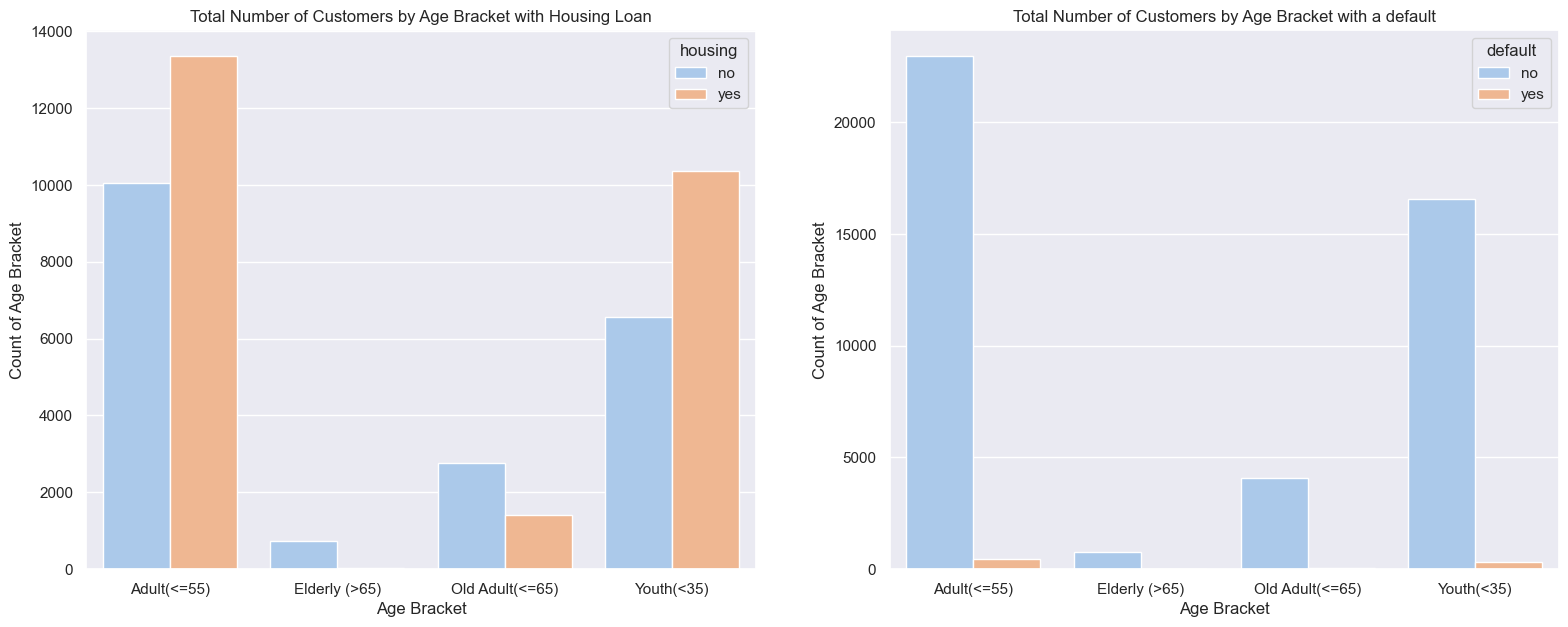 Total Number of Customers by Age Bracket with Housing Loan
14000
12000
10000
8000
6000
4000
2000
0
Count of Age Bracket
housing
no
yes
Adult(<=55)
Elderly (>65)
Old Adult(<=65)
Youth(<35)
Age Bracket
Total Number of Customers by Age Bracket with a default
20000
15000
10000
5000
0
Count of Age Bracket
default
no
yes
Adult(<=55)
Elderly (>65)
Old Adult(<=65)
Youth(<35)
Age Bracket